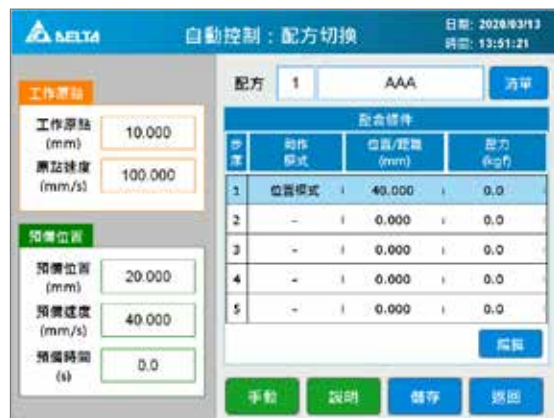 DELTA
自動控制：配方切換
日期: 2020/03/13
時間: 13:51:21
工作原點
工作原點
(mm)
10.000
原點速度
(mm/s)
100.000
預備位置
預備位置
(mm)
20.000
預備速度
(mm/s)
40.000
預備時間
(s)
0.0
配方 1 AAA 清單
配合條件
步序 動作模式 位置/距離 (mm) 壓力 (kgf)
1 位置模式 40.000 0.0
2 - 0.000 0.0
3 - 0.000 0.0
4 - 0.000 0.0
5 - 0.000 0.0
編輯
手動 說明 儲存 返回